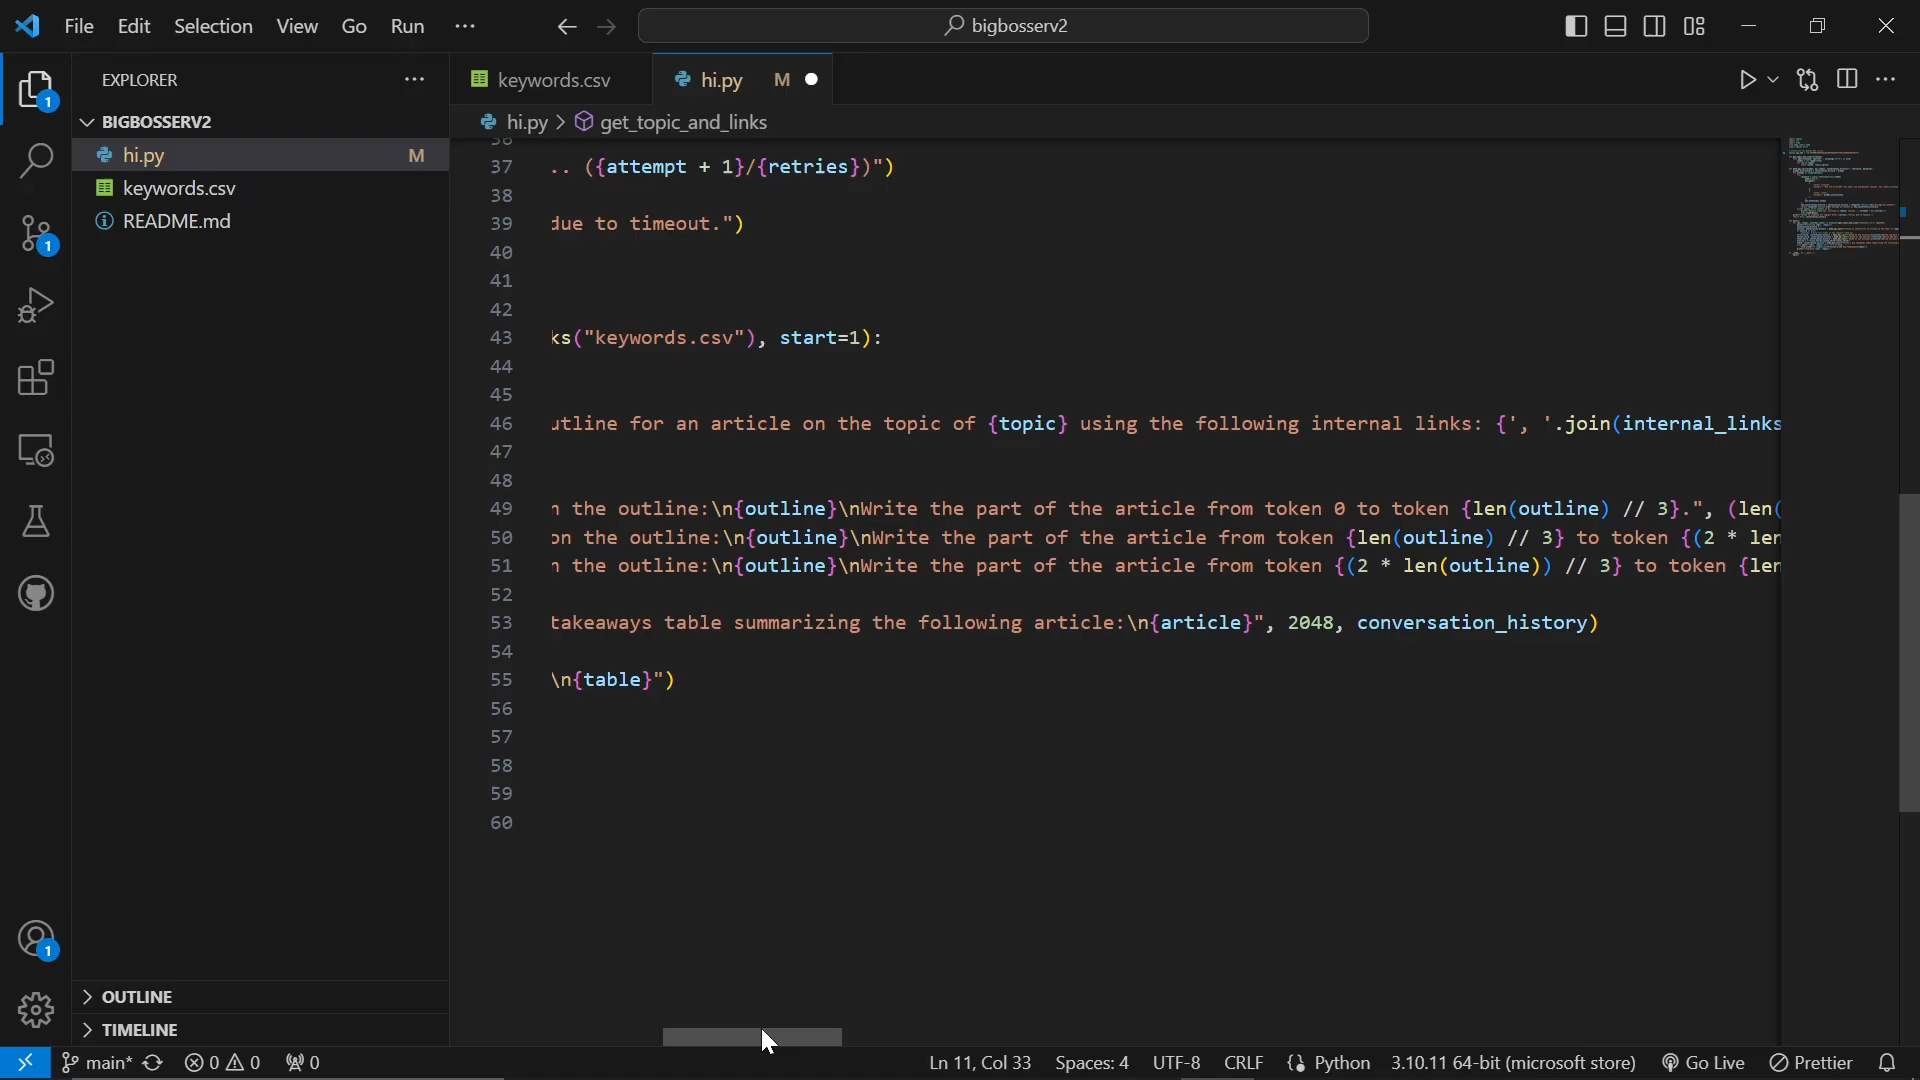 File Edit Selection View Go Run ···
bigbosserv2
EXPLORER ···
BIGBOSSERV2
hi.py M
keywords.csv
README.md
OUTLINE
TIMELINE
1
1
1
keywords.csv
hi.py M
hi.py > get_topic_and_links
36
37 .. ({attempt + 1}/{retries})")
38
39 due to timeout.")
40
41
42
43 ks("keywords.csv"), start=1):
44
45
46 utline for an article on the topic of {topic} using the following internal links: {', '.join(internal_links
47
48
49 n the outline:\n{outline}\nWrite the part of the article from token 0 to token {len(outline) // 3}.", (len(
50 on the outline:\n{outline}\nWrite the part of the article from token {len(outline) // 3} to token {(2 * len
51 n the outline:\n{outline}\nWrite the part of the article from token {(2 * len(outline)) // 3} to token {len
52
53 takeaways table summarizing the following article:\n{article}", 2048, conversation_history)
54
55 \n{table}")
56
57
58
59
60
main* 0 0 0 Ln 11, Col 33 Spaces: 4 UTF-8 CRLF Python 3.10.11 64-bit (microsoft store) Go Live Prettier